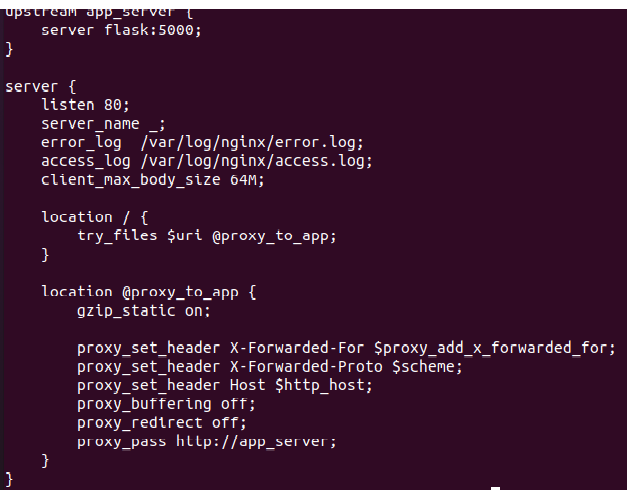 upstream app_server {
    server flask:5000;
}

server {
    listen 80;
    server_name _;
    error_log  /var/log/nginx/error.log;
    access_log /var/log/nginx/access.log;
    client_max_body_size 64M;

    location / {
        try_files $uri @proxy_to_app;
    }

    location @proxy_to_app {
        gzip_static on;

        proxy_set_header X-Forwarded-For $proxy_add_x_forwarded_for;
        proxy_set_header X-Forwarded-Proto $scheme;
        proxy_set_header Host $http_host;
        proxy_buffering off;
        proxy_redirect off;
        proxy_pass http://app_server;
    }
}